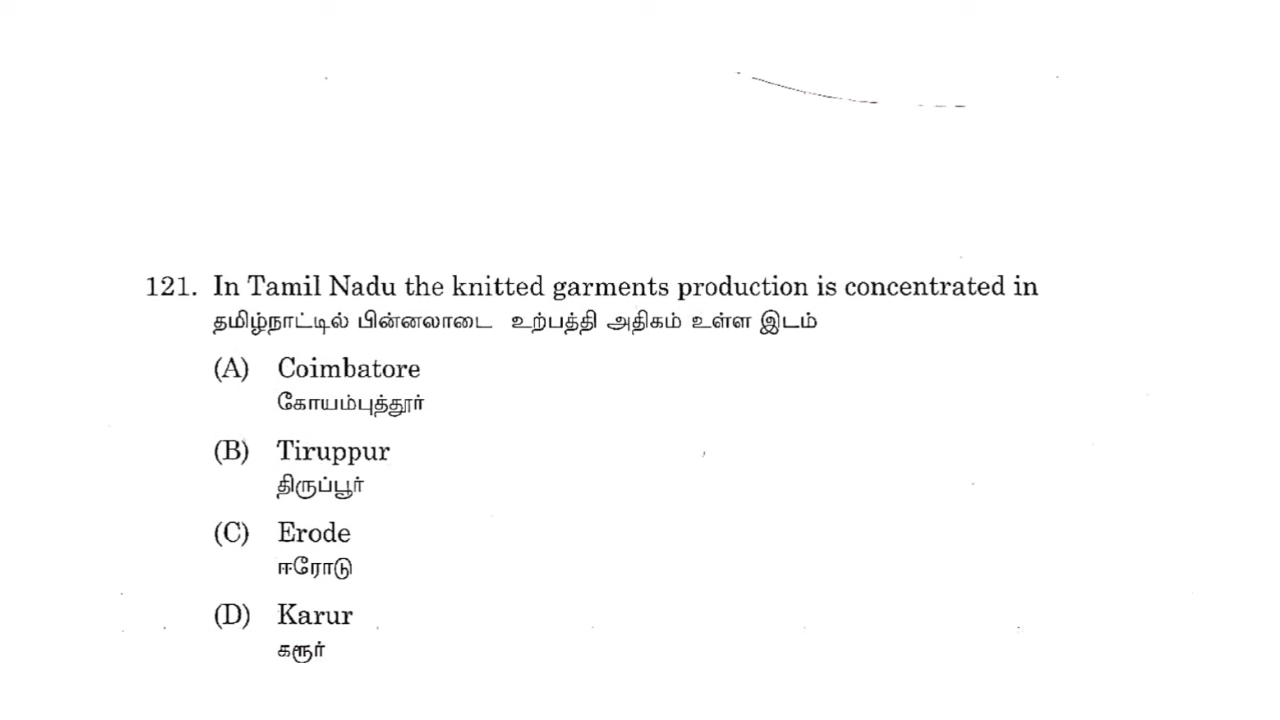 121. In Tamil Nadu the knitted garments production is concentrated in
தமிழ்நாட்டில் பின்னலாடை உற்பத்தி அதிகம் உள்ள இடம்
(A) Coimbatore
கோயம்புத்தூர்
(B) Tiruppur
திருப்பூர்
(C) Erode
ஈரோடு
(D) Karur
கரூர்